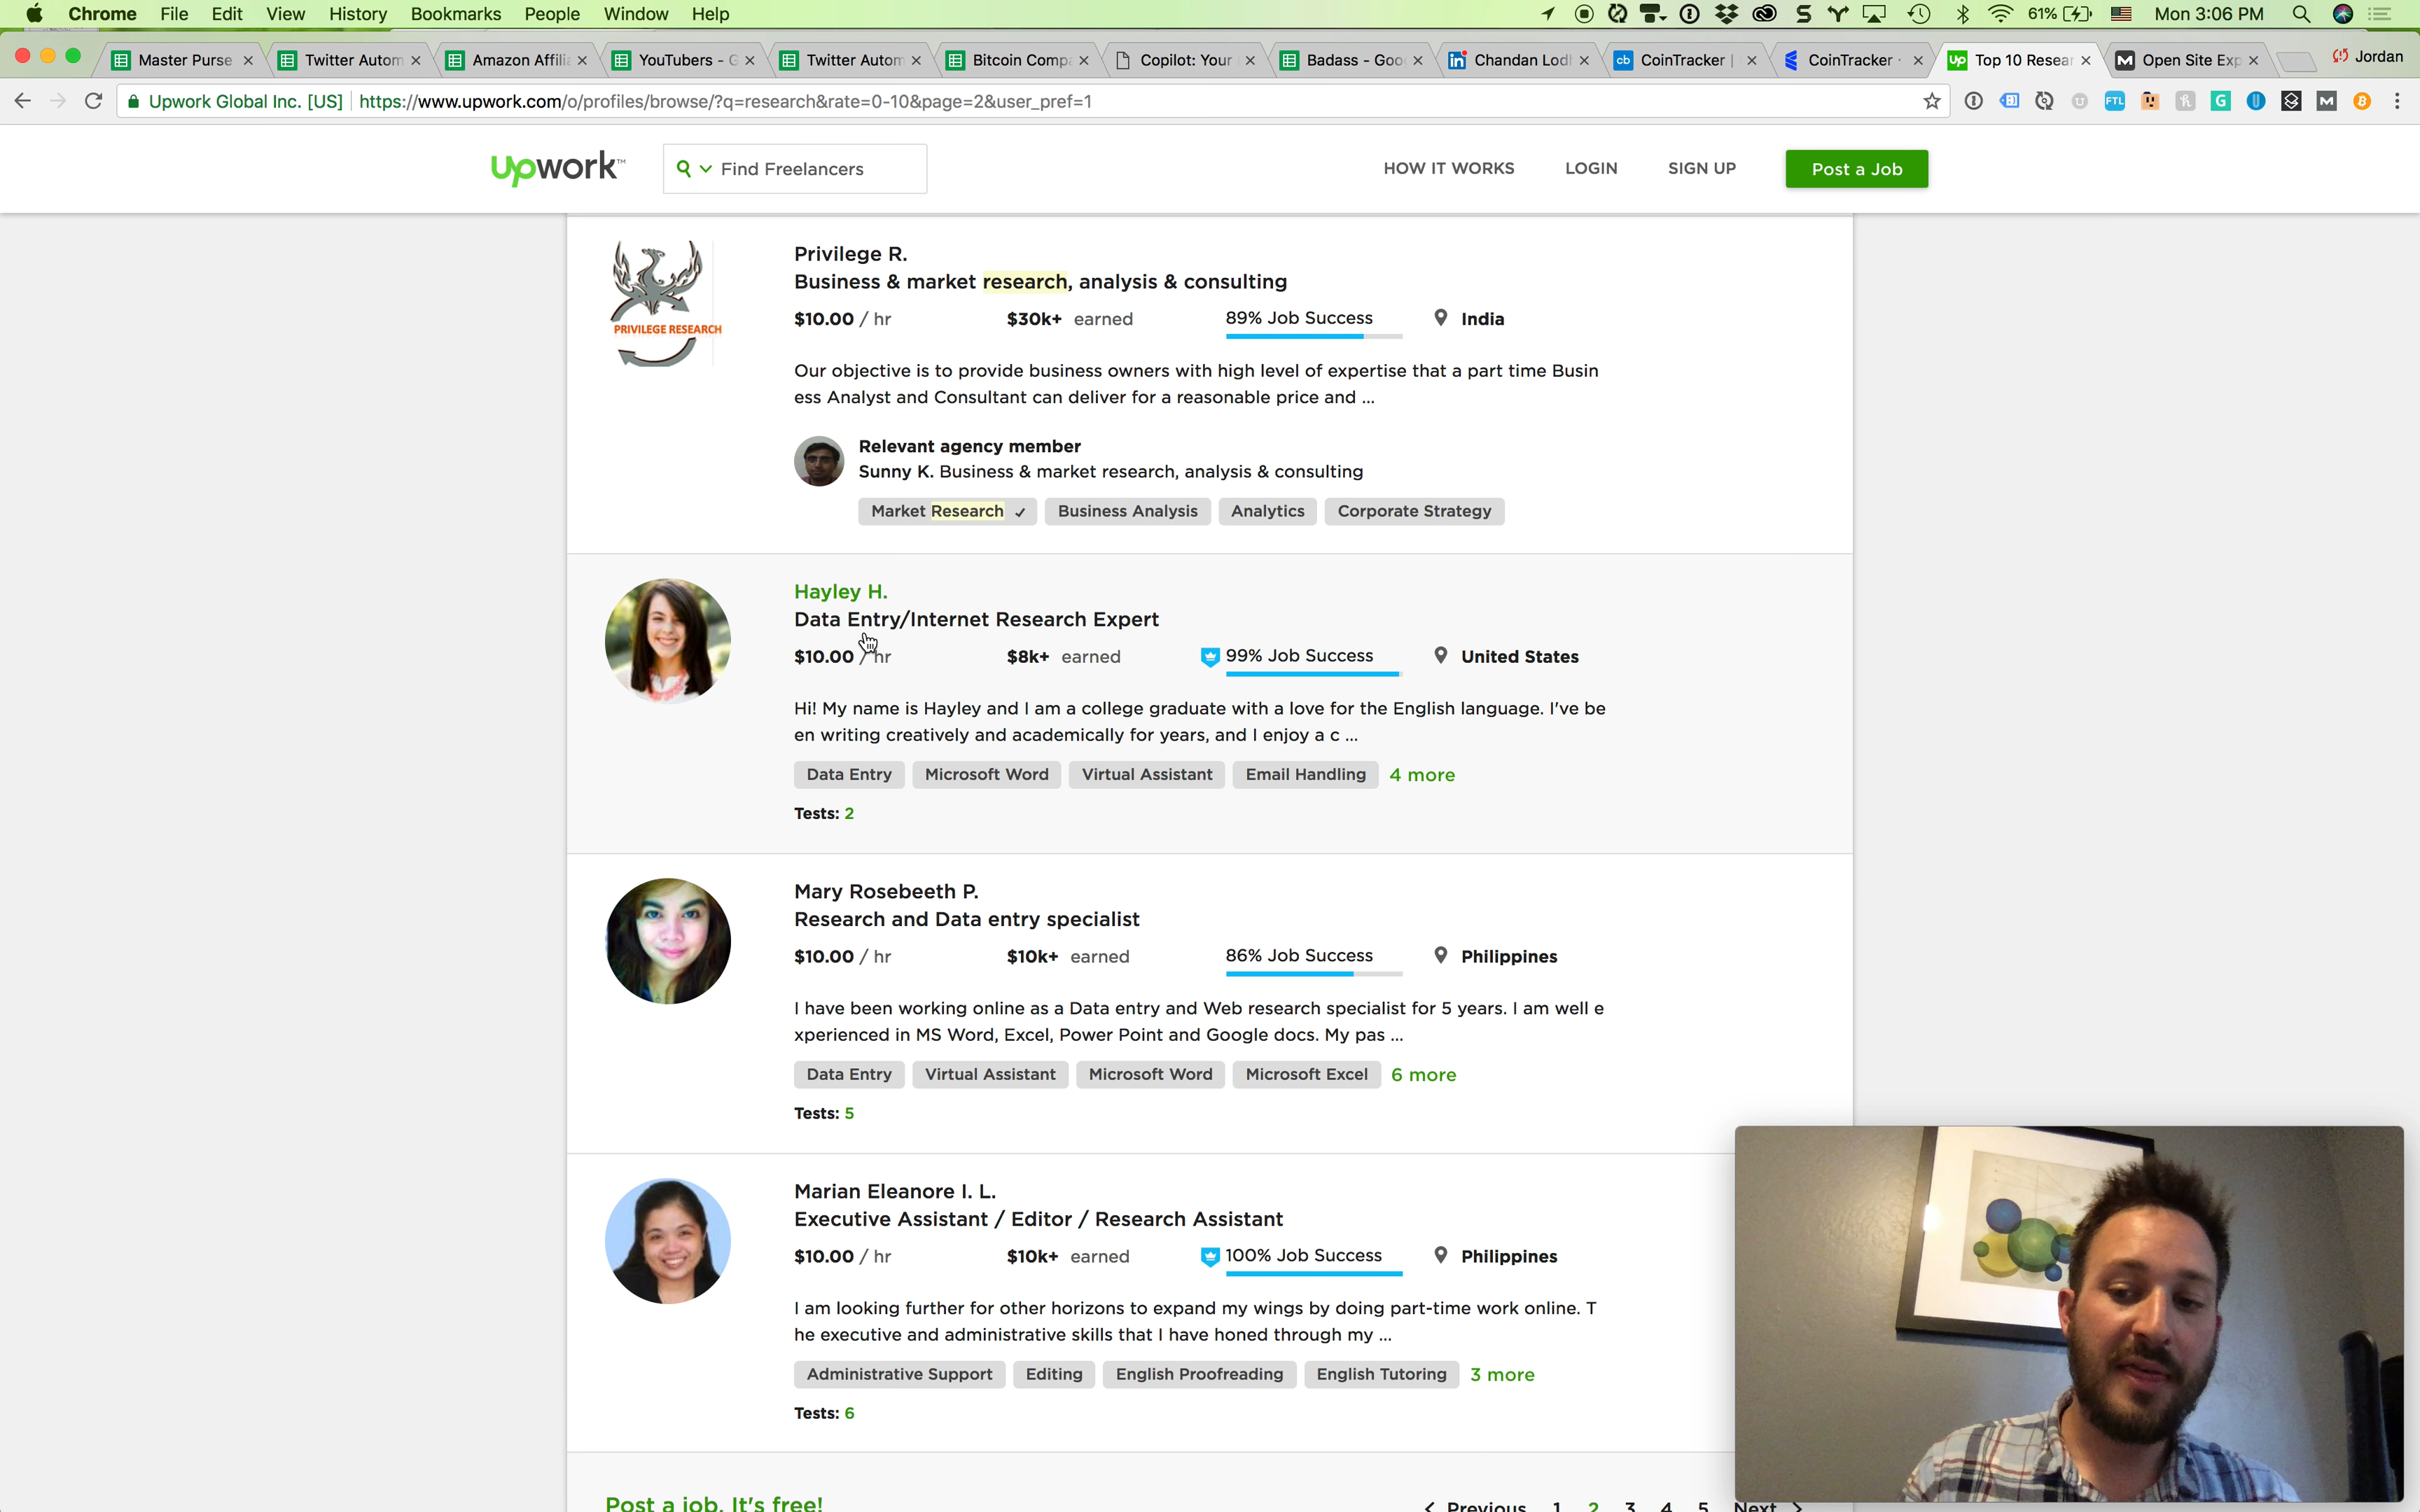 Chrome File Edit View History Bookmarks People Window Help
61% Mon 3:06 PM
Master Purse
Twitter Autom
Amazon Affili
YouTubers - G
Twitter Autom
Bitcoin Comp
Copilot: Your
Badass - Goo
Chandan Lodh
CoinTracker |
CoinTracker ·
Top 10 Resear
Open Site Exp
Jordan
Upwork Global Inc. [US] https://www.upwork.com/o/profiles/browse/?q=research&rate=0-10&page=2&user_pref=1
upwork™ Find Freelancers HOW IT WORKS LOGIN SIGN UP Post a Job
Privilege R.
Business & market research, analysis & consulting
PRIVILEGE RESEARCH
$10.00 / hr $30k+ earned 89% Job Success India
Our objective is to provide business owners with high level of expertise that a part time Busin
ess Analyst and Consultant can deliver for a reasonable price and ...
Relevant agency member
Sunny K. Business & market research, analysis & consulting
Market Research ✓ Business Analysis Analytics Corporate Strategy
Hayley H.
Data Entry/Internet Research Expert
$10.00 / hr $8k+ earned 99% Job Success United States
Hi! My name is Hayley and I am a college graduate with a love for the English language. I've be
en writing creatively and academically for years, and I enjoy a c ...
Data Entry Microsoft Word Virtual Assistant Email Handling 4 more
Tests: 2
Mary Rosebeeth P.
Research and Data entry specialist
$10.00 / hr $10k+ earned 86% Job Success Philippines
I have been working online as a Data entry and Web research specialist for 5 years. I am well e
xperienced in MS Word, Excel, Power Point and Google docs. My pas ...
Data Entry Virtual Assistant Microsoft Word Microsoft Excel 6 more
Tests: 5
Marian Eleanore I. L.
Executive Assistant / Editor / Research Assistant
$10.00 / hr $10k+ earned 100% Job Success Philippines
I am looking further for other horizons to expand my wings by doing part-time work online. T
he executive and administrative skills that I have honed through my ...
Administrative Support Editing English Proofreading English Tutoring 3 more
Tests: 6
Post a job. It's free! Previous 1 2 3 4 5 Next